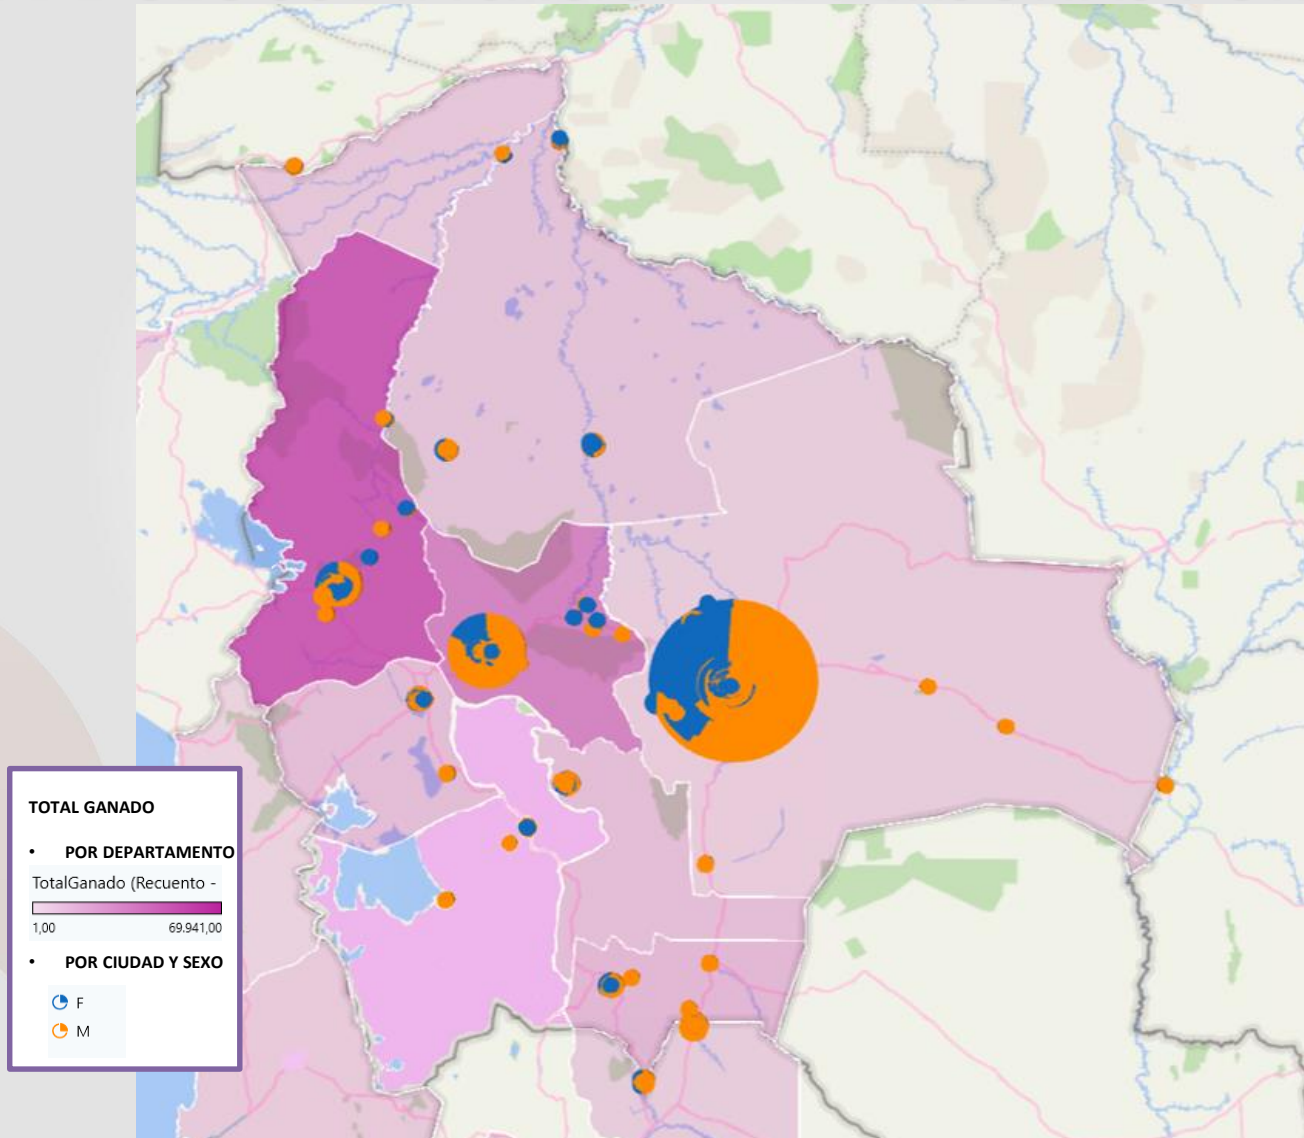 TOTAL GANADO
• POR DEPARTAMENTO
TotalGanado (Recuento -
1,00 69.941,00
• POR CIUDAD Y SEXO
F
M